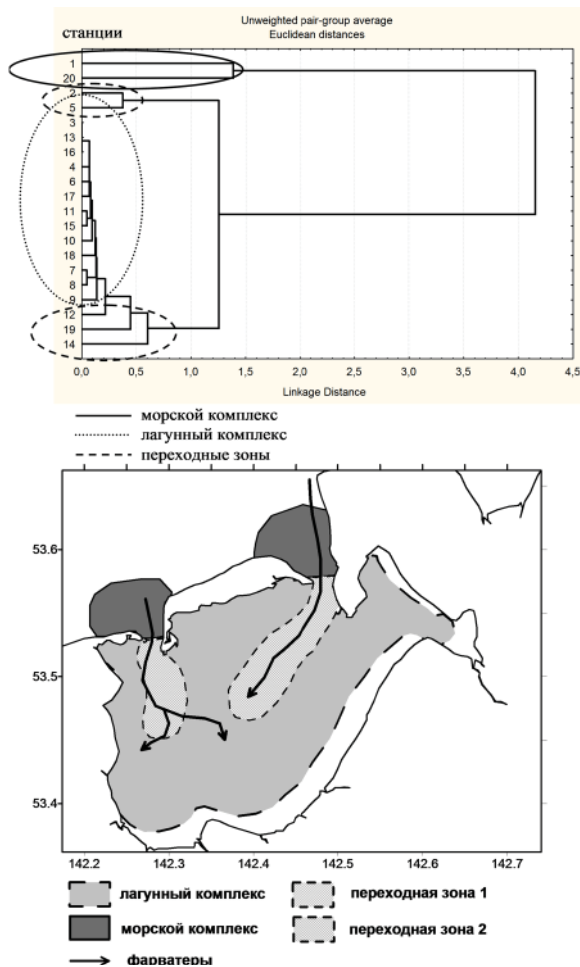 Unweighted pair-group average
Euclidean distances
станции
1
20
2
5
3
13
16
4
6
17
11
15
10
18
7
8
9
12
19
14
0,0 0,5 1,0 1,5 2,0 2,5 3,0 3,5 4,0 4,5
Linkage Distance
морской комплекс
лагунный комплекс
переходные зоны
53.6
53.5
53.4
142.2 142.3 142.4 142.5 142.6 142.7
лагунный комплекс переходная зона 1
морской комплекс переходная зона 2
фарватеры